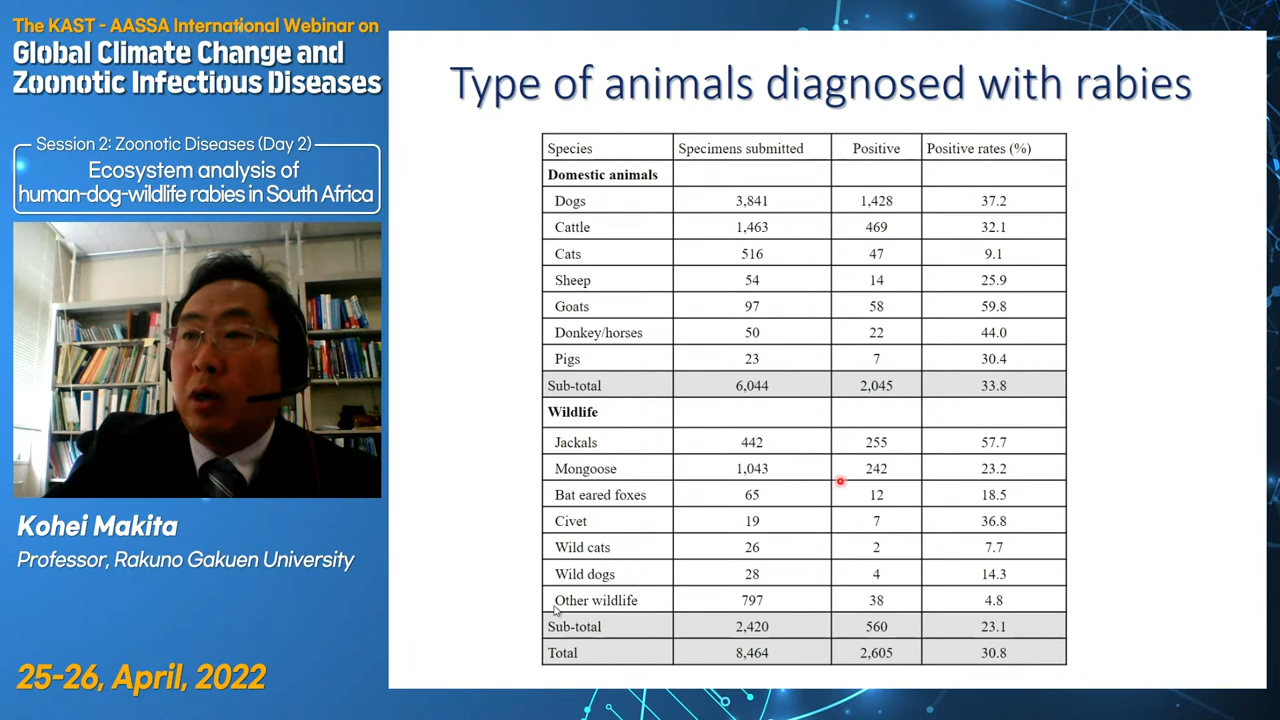 The KAST - AASSA International Webinar on
Global Climate Change and
Zoonotic Infectious Diseases
Session 2: Zoonotic Diseases (Day 2)
Ecosystem analysis of
human-dog-wildlife rabies in South Africa
Kohei Makita
Professor, Rakuno Gakuen University
25-26, April, 2022
Type of animals diagnosed with rabies
Species Specimens submitted Positive Positive rates (%)
Domestic animals
Dogs 3,841 1,428 37.2
Cattle 1,463 469 32.1
Cats 516 47 9.1
Sheep 54 14 25.9
Goats 97 58 59.8
Donkey/horses 50 22 44.0
Pigs 23 7 30.4
Sub-total 6,044 2,045 33.8
Wildlife
Jackals 442 255 57.7
Mongoose 1,043 242 23.2
Bat eared foxes 65 12 18.5
Civet 19 7 36.8
Wild cats 26 2 7.7
Wild dogs 28 4 14.3
Other wildlife 797 38 4.8
Sub-total 2,420 560 23.1
Total 8,464 2,605 30.8